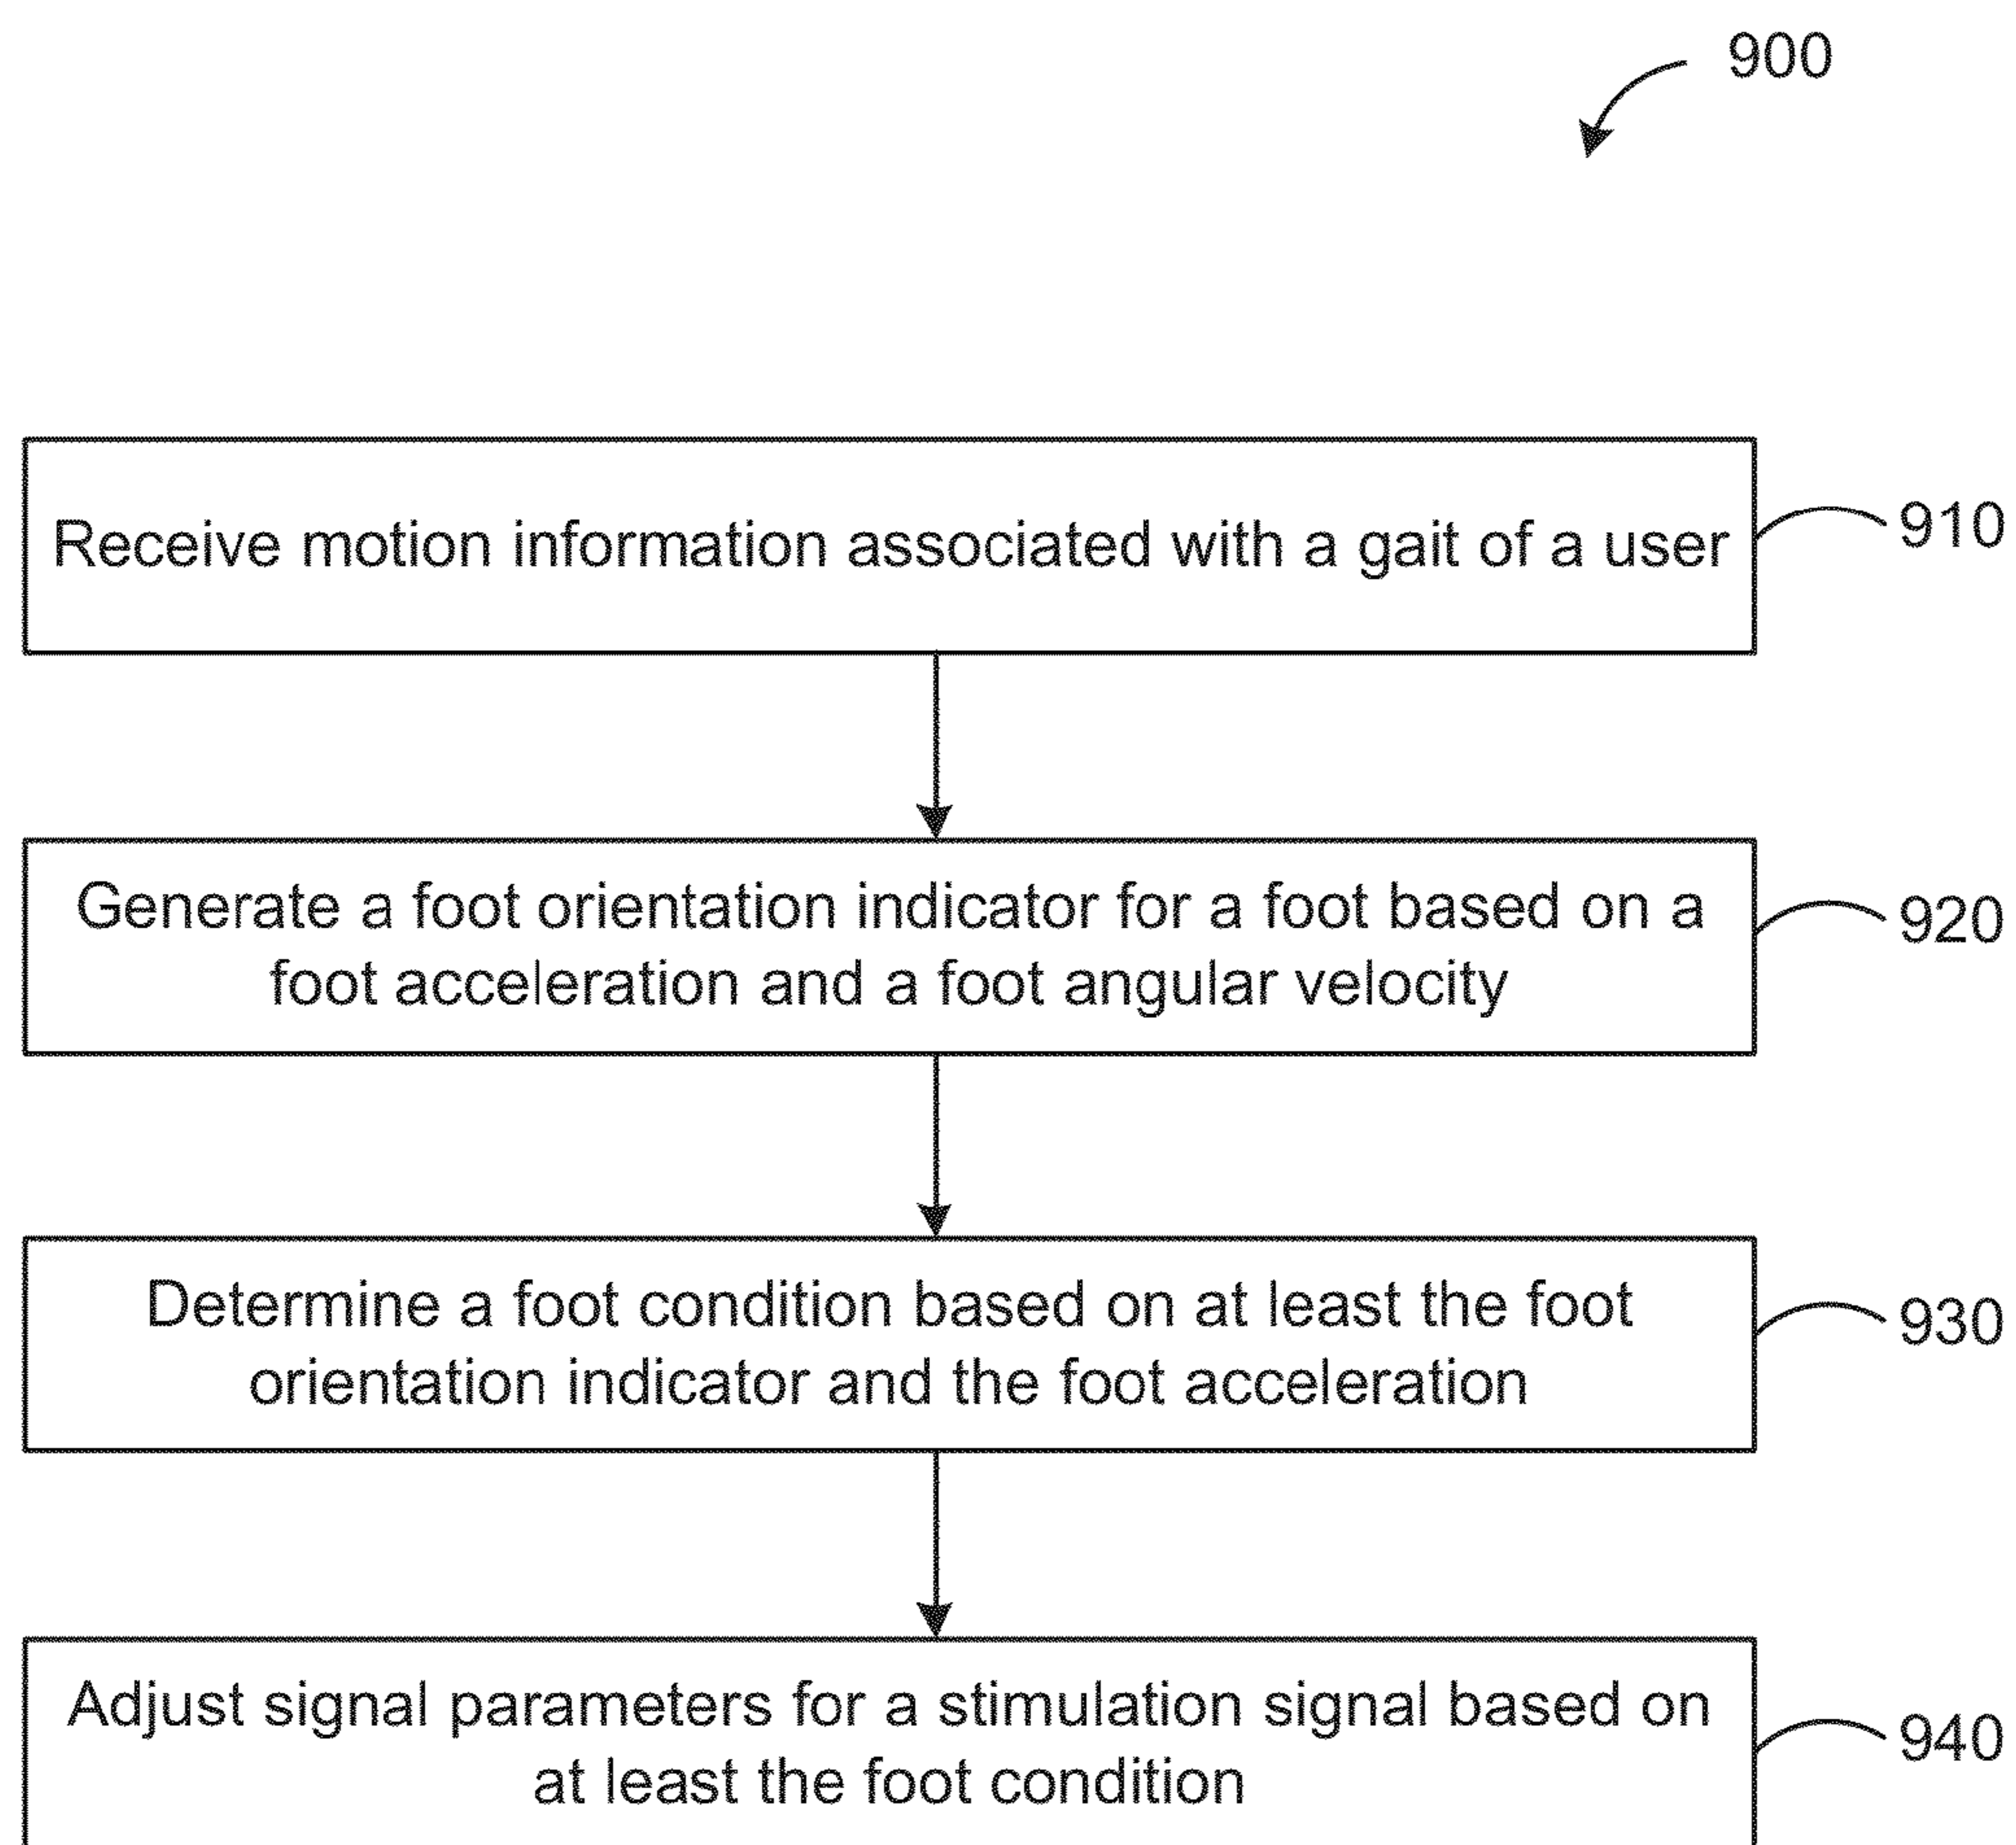 900
Receive motion information associated with a gait of a user
910
Generate a foot orientation indicator for a foot based on a
foot acceleration and a foot angular velocity
920
Determine a foot condition based on at least the foot
orientation indicator and the foot acceleration
930
Adjust signal parameters for a stimulation signal based on
at least the foot condition
940